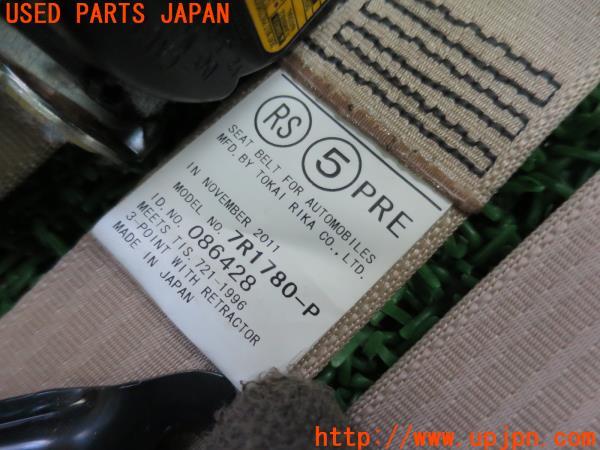 USED PARTS JAPAN
RS 5 PRE
SEAT BELT FOR AUTOMOBILES
MFD. BY TOKAI RIKA CO., LTD.
IN NOVEMBER 2011
MODEL NO. 7R1780-P
ID. NO. 086428
MEETS TIS. 721-1996
3-POINT WITH RETRACTOR
MADE IN JAPAN
http://www.upjpn.com